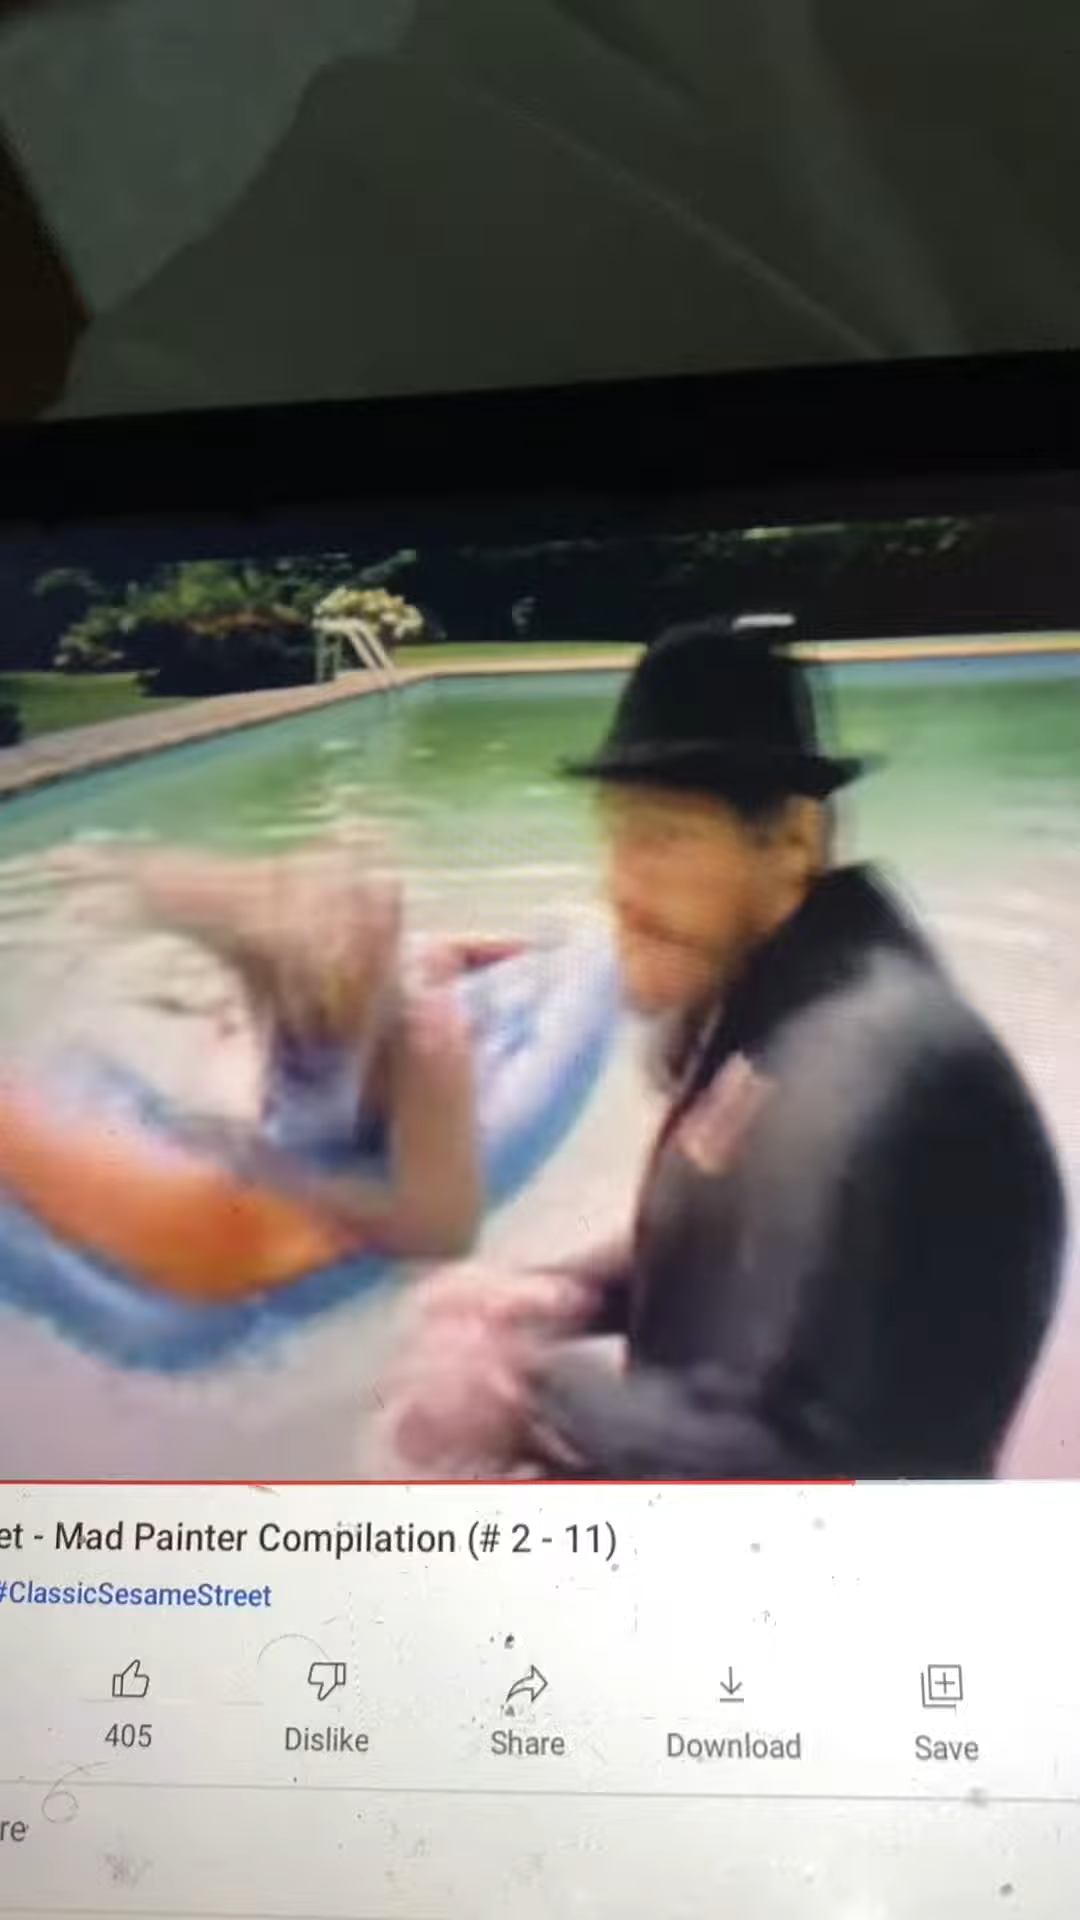 et - Mad Painter Compilation (# 2 - 11)
#ClassicSesameStreet
405 Dislike Share Download Save
re